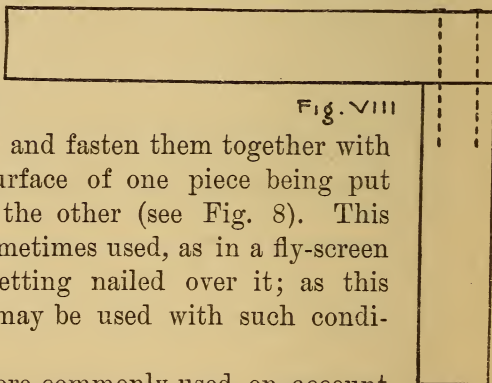 Fig. VIII
and fasten them together with
urface of one piece being put
the other (see Fig. 8). This
ometimes used, as in a fly-screen
etting nailed over it; as this
may be used with such condi-
ore commonly used on account